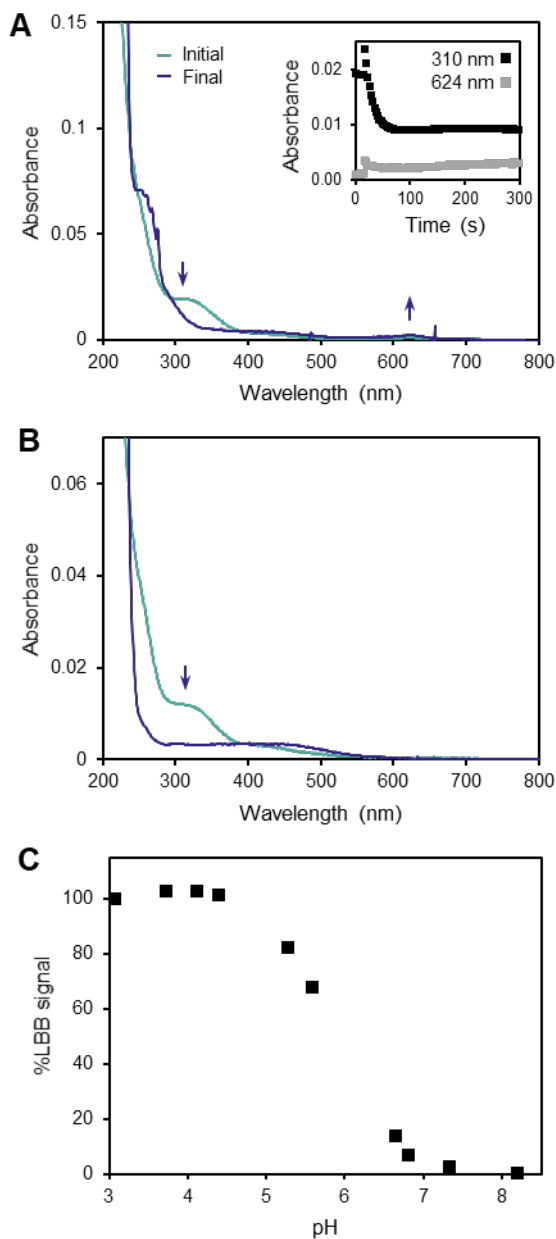 A
Initial
Final
310 nm
624 nm
0.02
0.01
0.00
0 100 200 300
Time (s)
Absorbance
0.15
0.1
0.05
0
Absorbance
200 300 400 500 600 700 800
Wavelength (nm)
B
0.06
0.04
0.02
0
Absorbance
200 300 400 500 600 700 800
Wavelength (nm)
C
100
80
60
40
20
0
%LBB signal
3 4 5 6 7 8
pH